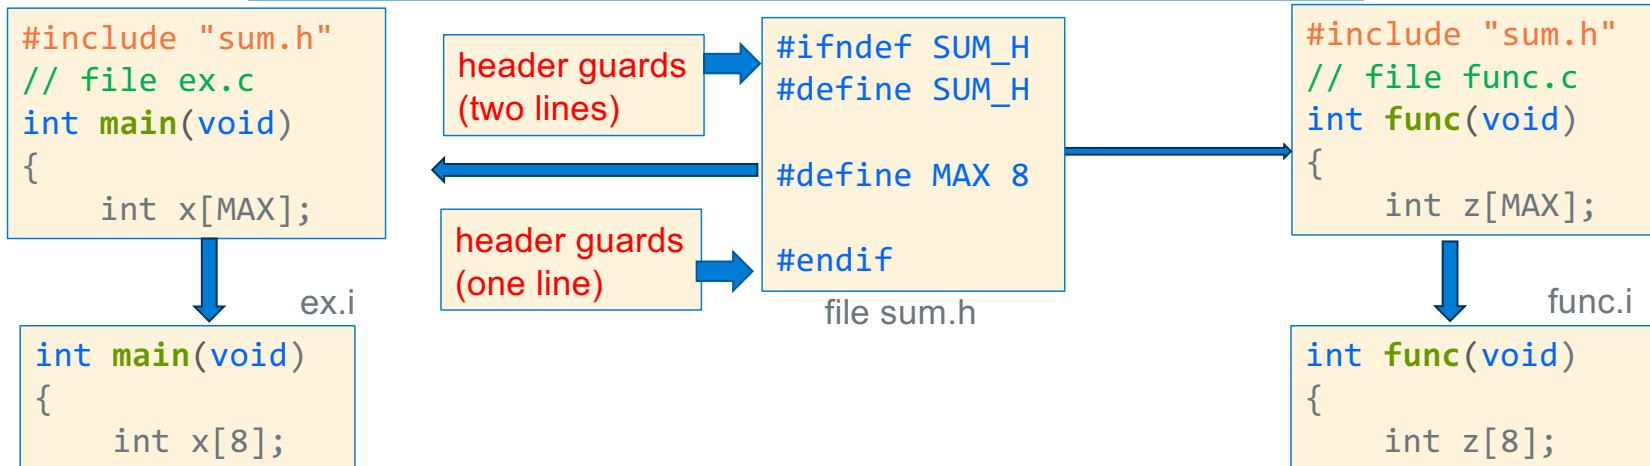 #include "sum.h"
// file ex.c
int main(void)
{
int x[MAX];
ex.i
int main(void)
{
int x[8];
header guards
(two lines)
header guards
(one line)
#ifndef SUM_H
#define SUM_H
#define MAX 8
#endif
file sum.h
#include "sum.h"
// file func.c
int func(void)
{
int z[MAX];
func.i
int func(void)
{
int z[8];